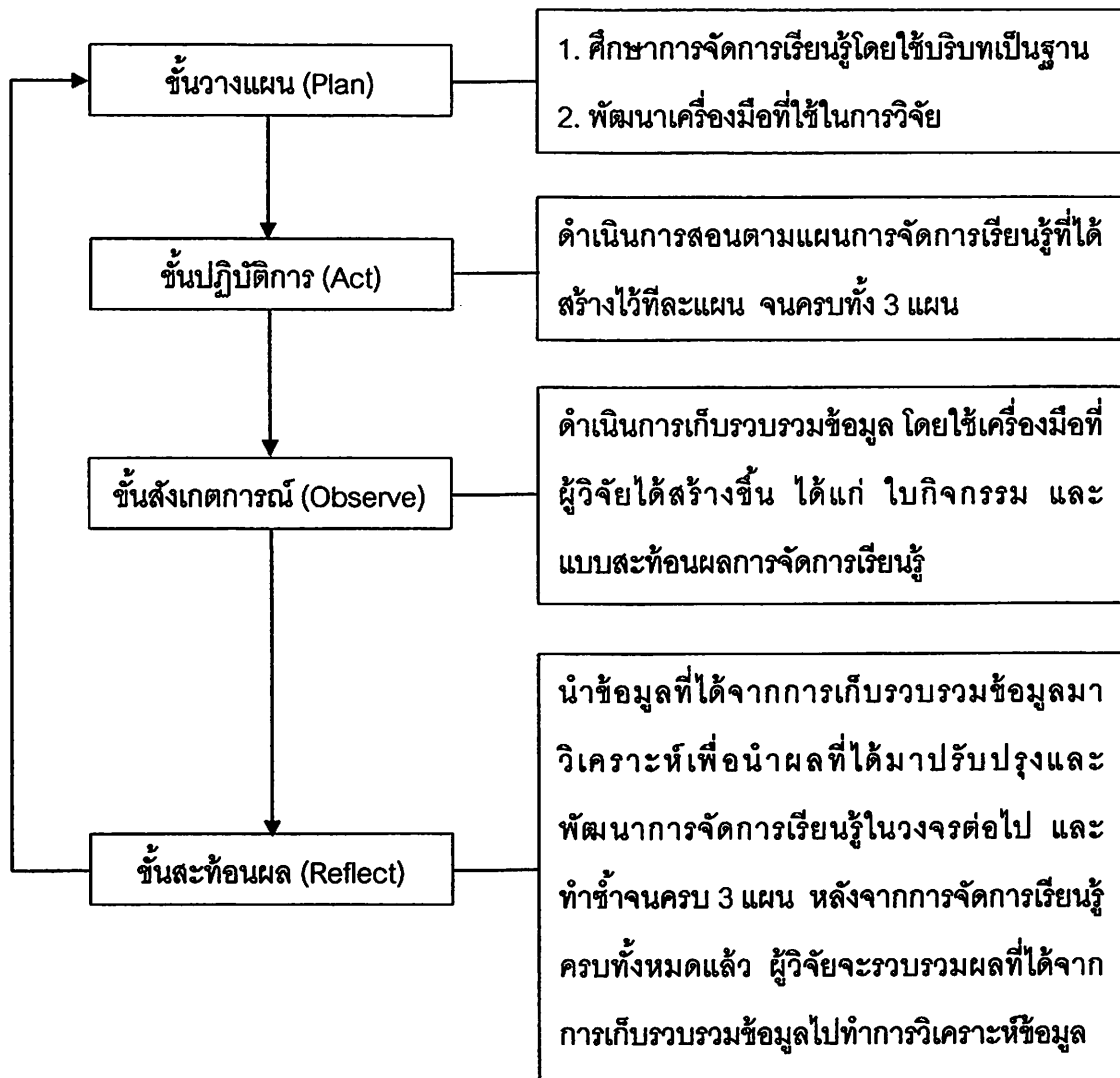 ขั้นวางแผน (Plan)
1. ศึกษาการจัดการเรียนรู้โดยใช้บริบทเป็นฐาน
2. พัฒนาเครื่องมือที่ใช้ในการวิจัย
ขั้นปฏิบัติการ (Act)
ดำเนินการสอนตามแผนการจัดการเรียนรู้ที่ได้
สร้างไว้ทีละแผน จนครบทั้ง 3 แผน
ขั้นสังเกตการณ์ (Observe)
ดำเนินการเก็บรวบรวมข้อมูล โดยใช้เครื่องมือที่
ผู้วิจัยได้สร้างขึ้น ได้แก่ ใบกิจกรรม และ
แบบสะท้อนผลการจัดการเรียนรู้
ขั้นสะท้อนผล (Reflect)
นำข้อมูลที่ได้จากการเก็บรวบรวมข้อมูลมา
วิเคราะห์เพื่อนำผลที่ได้มาปรับปรุงและ
พัฒนาการจัดการเรียนรู้ในวงจรต่อไป และ
ทำซ้ำจนครบ 3 แผน หลังจากการจัดการเรียนรู้
ครบทั้งหมดแล้ว ผู้วิจัยจะรวบรวมผลที่ได้จาก
การเก็บรวบรวมข้อมูลไปทำการวิเคราะห์ข้อมูล